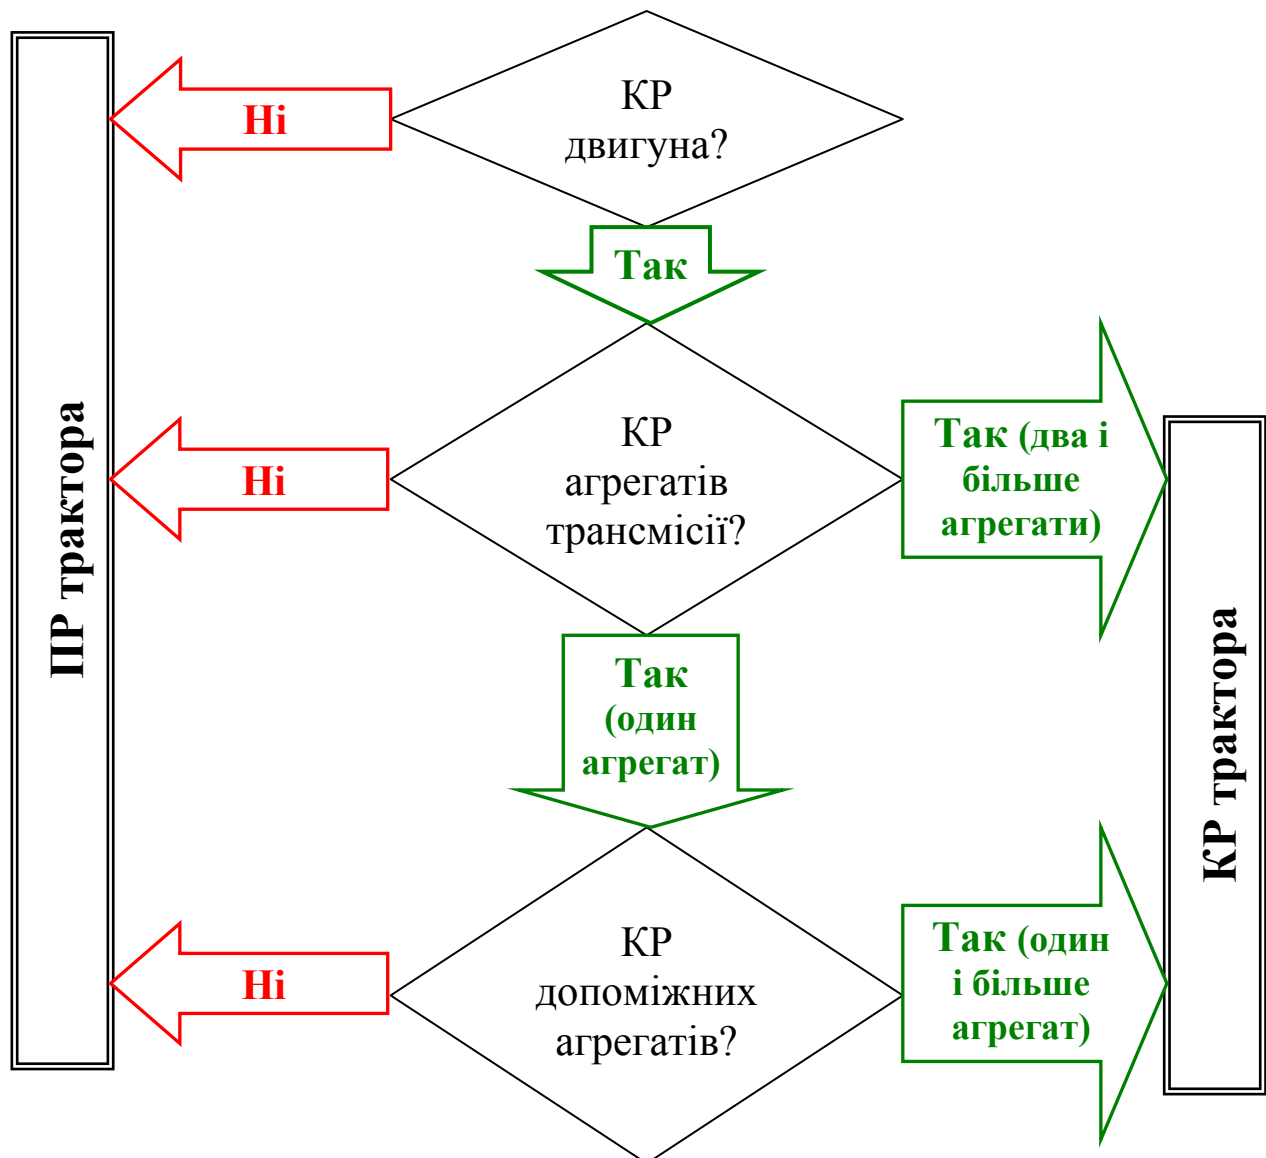 КР
двигуна?
Ні
Так
КР
агрегатів
трансмісії?
Ні
Так (два і
більше
агрегати)
Так
(один
агрегат)
КР
допоміжних
агрегатів?
Ні
Так (один
і більше
агрегат)
ПР трактора
КР трактора